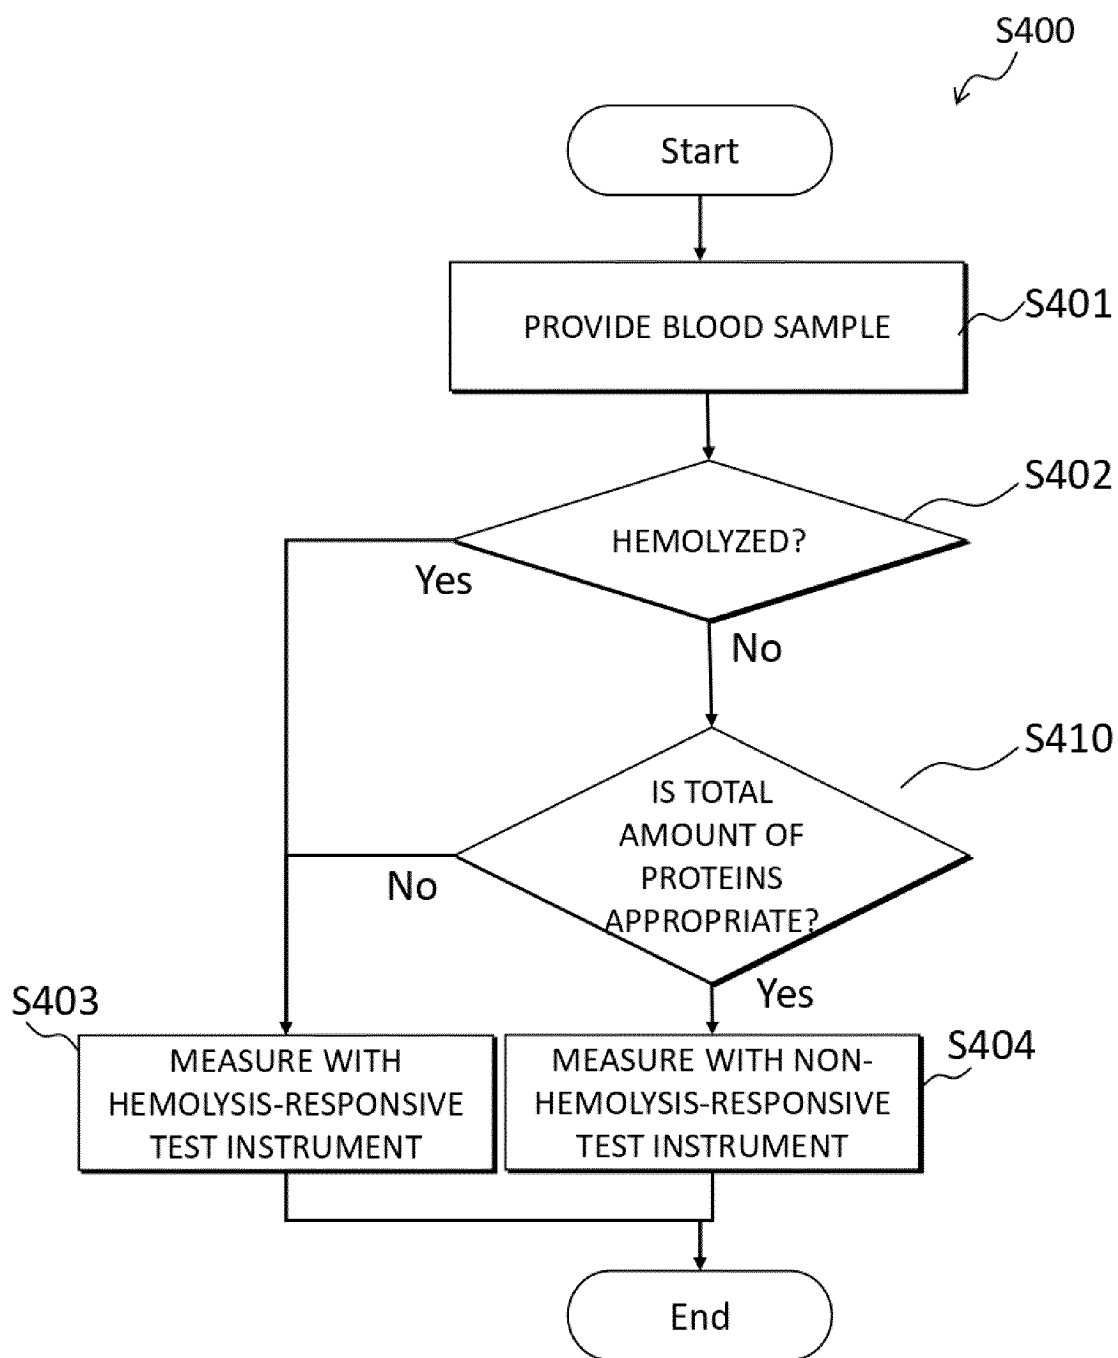 S400
Start
PROVIDE BLOOD SAMPLE
S401
S402
HEMOLYZED?
Yes
No
S410
IS TOTAL
AMOUNT OF
PROTEINS
APPROPRIATE?
No
Yes
S403
MEASURE WITH
HEMOLYSIS-RESPONSIVE
TEST INSTRUMENT
S404
MEASURE WITH NON-
HEMOLYSIS-RESPONSIVE
TEST INSTRUMENT
End